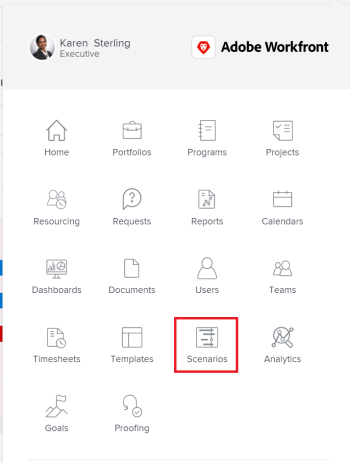 Karen Sterling
Executive
Adobe Workfront
Home Portfolios Programs Projects
Resourcing Requests Reports Calendars
Dashboards Documents Users Teams
Timesheets Templates Scenarios Analytics
Goals Proofing